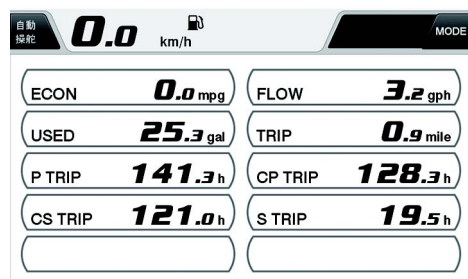 自動
操舵
0.0 km/h
MODE
ECON 0.0 mpg
FLOW 3.2 gph
USED 25.3 gal
TRIP 0.9 mile
P TRIP 141.3 h
CP TRIP 128.3 h
CS TRIP 121.0 h
S TRIP 19.5 h